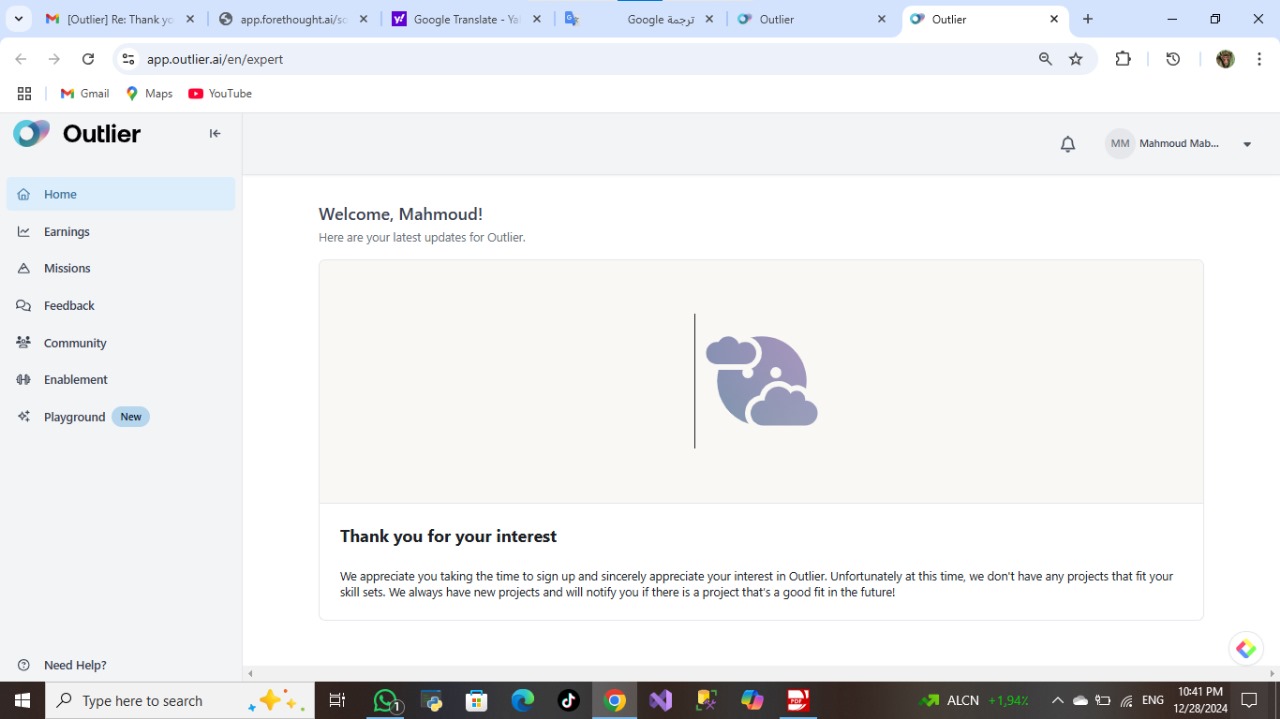 [Outlier] Re: Thank yo
app.forethought.ai/so
Google Translate - Ya
ترجمة Google
Outlier
Outlier
app.outlier.ai/en/expert
Gmail
Maps
YouTube
Outlier
MM
Mahmoud Mab...
Home
Earnings
Missions
Feedback
Community
Enablement
Playground New
Need Help?
Welcome, Mahmoud!
Here are your latest updates for Outlier.
Thank you for your interest
We appreciate you taking the time to sign up and sincerely appreciate your interest in Outlier. Unfortunately at this time, we don't have any projects that fit your
skill sets. We always have new projects and will notify you if there is a project that's a good fit in the future!
Type here to search
1
PDF
ALCN +1,94%
ENG
10:41 PM
12/28/2024